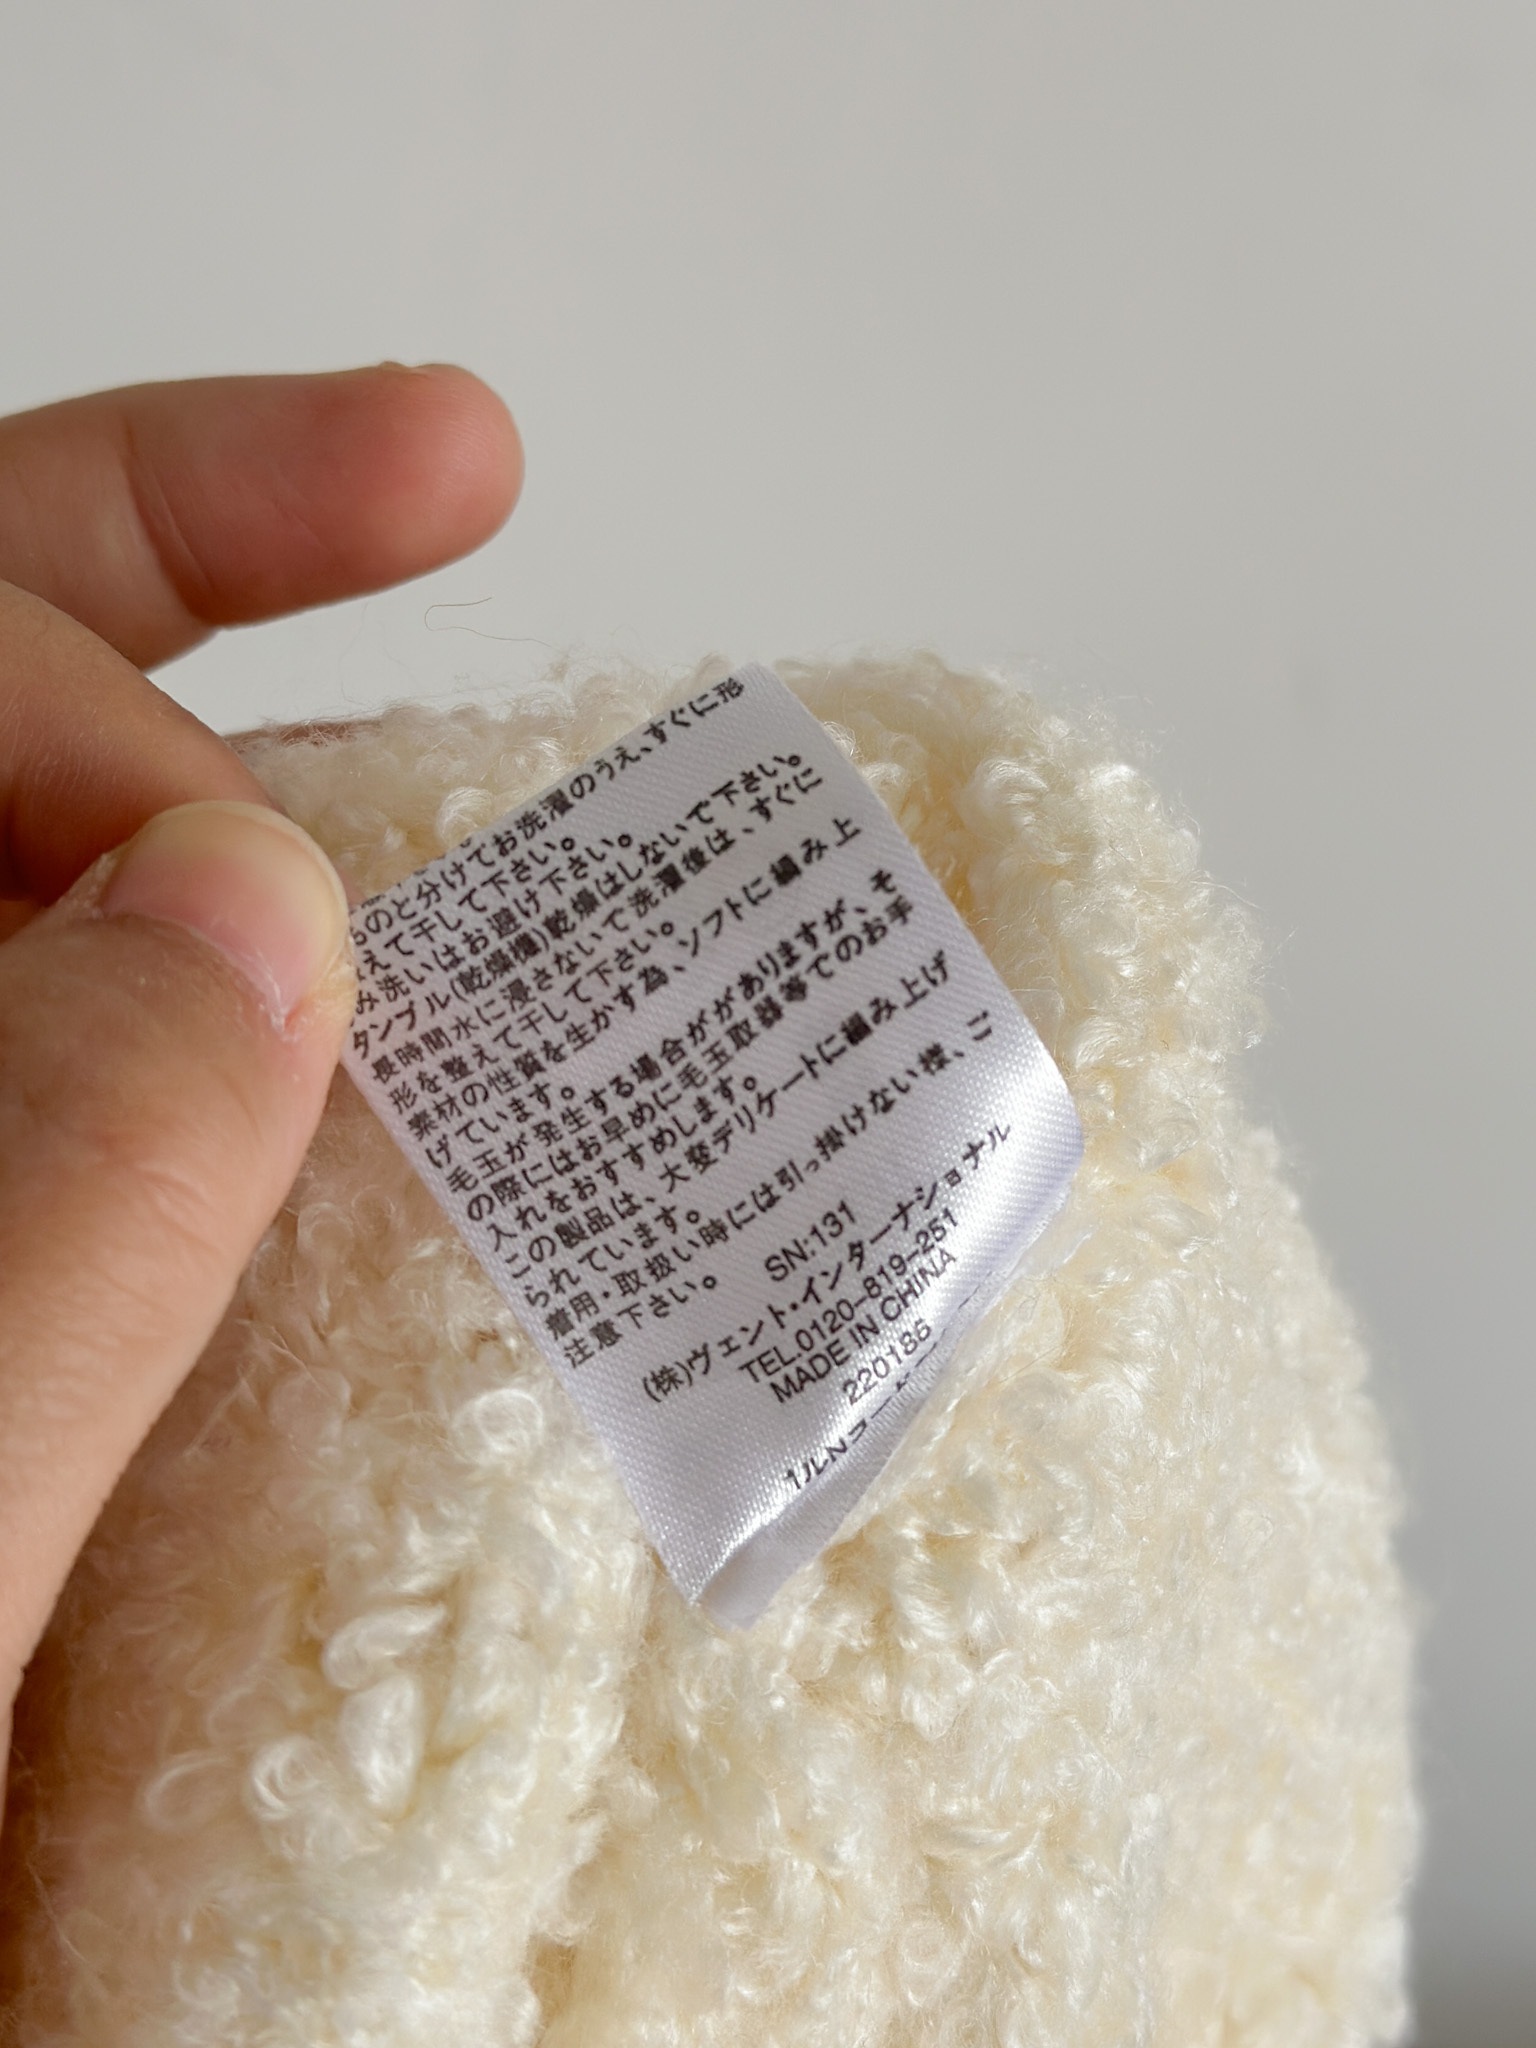 のと分けてお洗濯のうえ、すぐに形
えて干して下さい。
み洗いはお避け下さい。
タンブル(乾燥機)乾燥はしないで下さい。
長時間水に浸さないで洗濯後は、すぐに
形を整えて干して下さい。
素材の性質を生かす為、ソフトに編み上
げています。
毛玉が発生する場合ががありますが、そ
の際にはお早めに毛玉取器等でのお手
入れをおすすめします。
この製品は、大変デリケートに編み上げ
られています。
着用・取扱い時には引っ掛けない様、ご
注意下さい。
SN:131
(株)ヴェント・インターナショナル
TEL.0120-819-251
MADE IN CHINA
220186